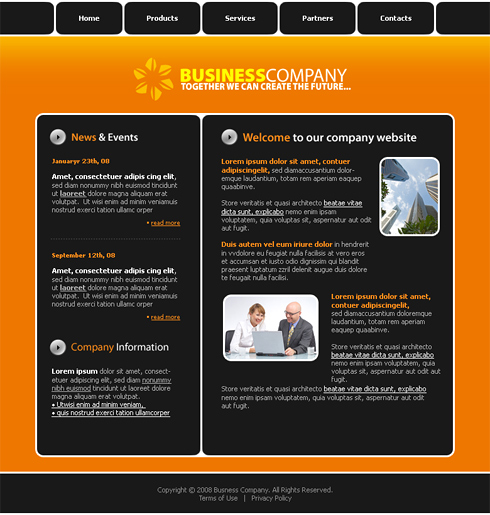 Home Products Services Partners Contacts
BUSINESSCOMPANY
TOGETHER WE CAN CREATE THE FUTURE...
News & Events
Januaryr 23th, 08
Amet, consectetuer adipis cing elit,
sed diam nonummy nibh euismod tincidunt
ut laoreet dolore magna aliquam erat
volutpat. Ut wisi enim ad minim veniamus
nostrud exerci tation ullamc orper
• read more
September 12th, 08
Amet, consectetuer adipis cing elit,
sed diam nonummy nibh euismod tincidunt
ut laoreet dolore magna aliquam erat
volutpat. Ut wisi enim ad minim veniamus
nostrud exerci tation ullamc orper
• read more
Company Information
Lorem ipsum dolor sit amet, consect-
etuer adipiscing elit, sed diam nonummy
nibh euismod tincidunt ut laoreet dolore
magna aliquam erat volutpat.
• Utwisi enim ad minim veniam,
• quis nostrud exerci tation ullamcorper
Welcome to our company website
Lorem ipsum dolor sit amet, contuer
adipiscingelit, sed diamaccusantium dolor-
emque laudantium, totam rem aperiam eaquep
quaabinve.
Store veritatis et quasi architecto beatae vitae
dicta sunt, explicabo nemo enim ipsam
voluptatem, quia voluptas sit, aspernatur aut odit
aut fugit.
Duis autem vel eum iriure dolor in hendrerit
in vvdolore eu feugiat nulla facilisis at vero eros
et accumsan et iusto odio dignissim qui blandit
praesent luptatum zzril delenit augue duis dolore
te feugait nulla facilisi.
Lorem ipsum dolor sit amet,
contuer adipiscingelit,
sed diamaccusantium doloremque
laudantium, totam rem aperiam
eaquep quaabinve.
Store veritatis et quasi architecto
beatae vitae dicta sunt, explicabo
nemo enim ipsam voluptatem, quia
voluptas sit, aspernatur aut odit
aut fugit.
Store veritatis et quasi architecto beatae vitae dicta sunt, explicabo
nemo enim ipsam voluptatem, quia voluptas sit, aspernatur aut odit
aut fugit.
Copyright © 2008 Busness Company. All Rights Reserved.
Terms of Use | Privacy Policy